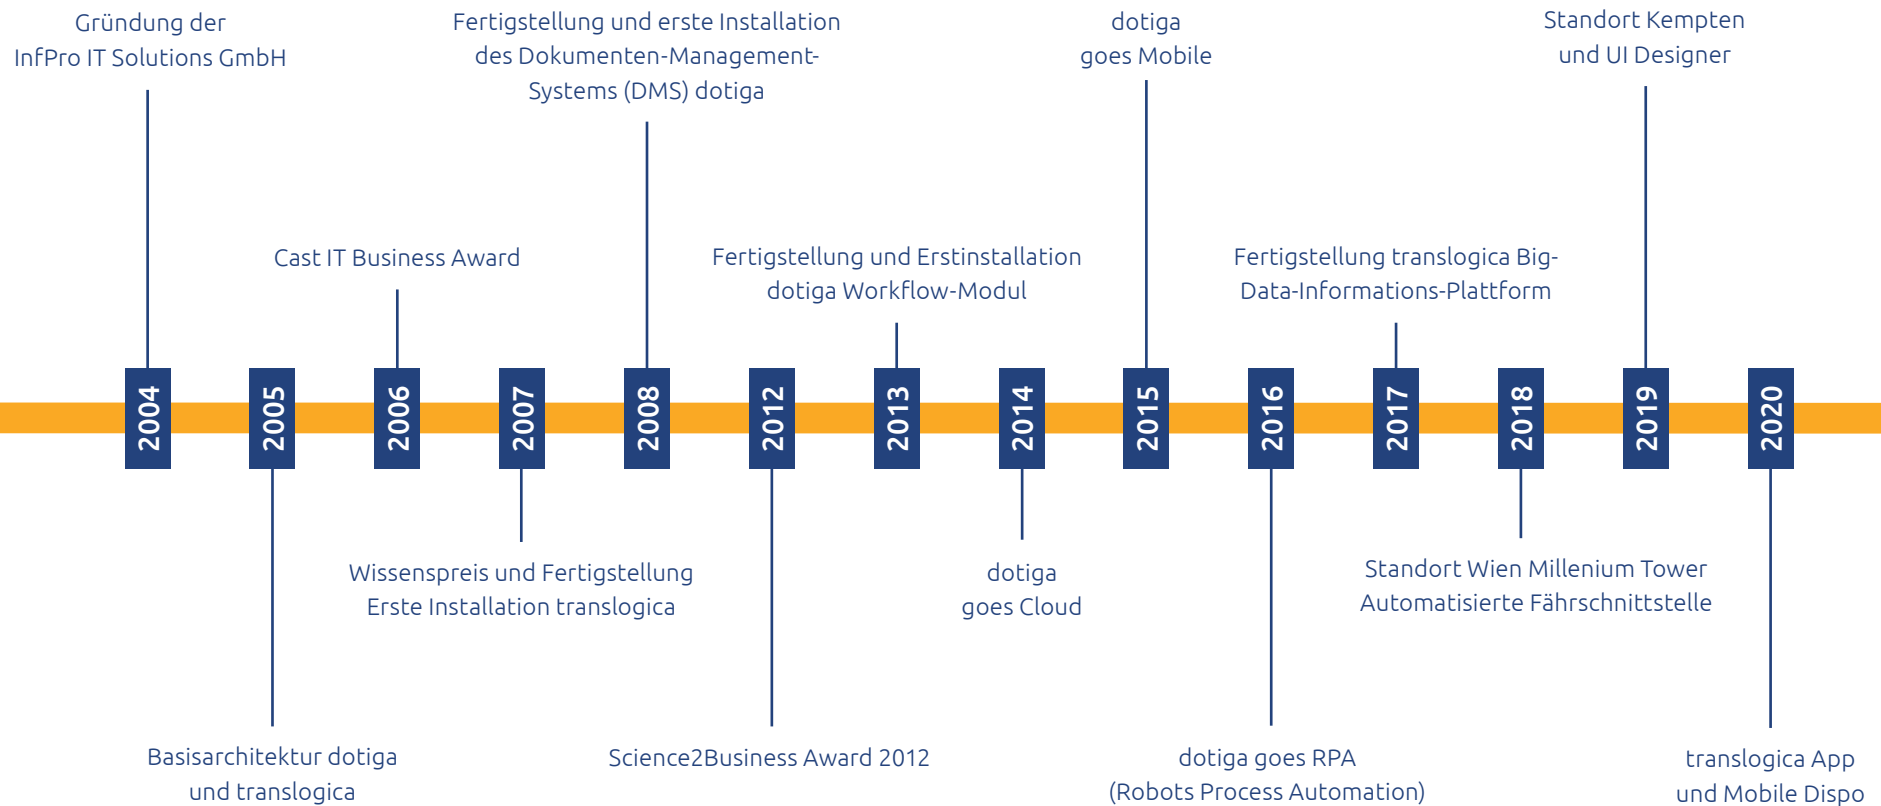 Gründung der
InfPro IT Solutions GmbH
Fertigstellung und erste Installation
des Dokumenten-Management-
Systems (DMS) dotiga
dotiga
goes Mobile
Standort Kempten
und UI Designer
Cast IT Business Award
Fertigstellung und Erstinstallation
dotiga Workflow-Modul
Fertigstellung translogica Big-
Data-Informations-Plattform
2004
2005
2006
2007
2008
2012
2013
2014
2015
2016
2017
2018
2019
2020
Wissenspreis und Fertigstellung
Erste Installation translogica
dotiga
goes Cloud
Standort Wien Millenium Tower
Automatisierte Fährschnittstelle
Basisarchitektur dotiga
und translogica
Science2Business Award 2012
dotiga goes RPA
(Robots Process Automation)
translogica App
und Mobile Dispo